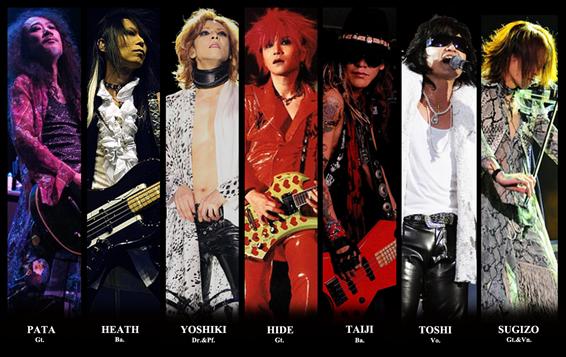 PATA
Gt.
HEATH
Ba.
YOSHIKI
Dr.&Pf.
HIDE
Gt.
TAIJI
Ba.
TOSHI
Vo.
SUGIZO
Gt.&Vn.